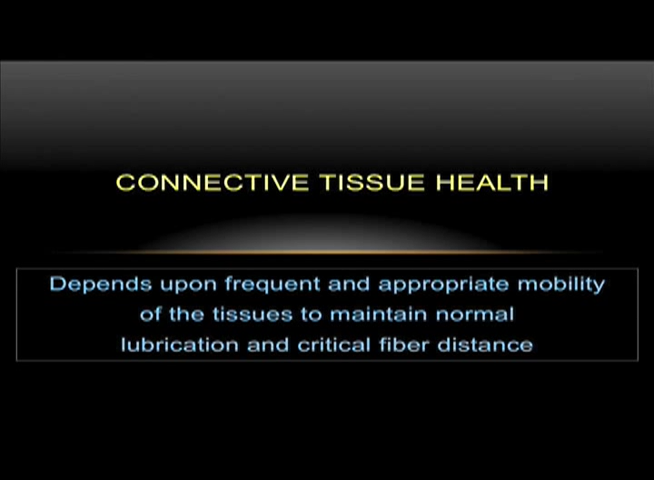 CONNECTIVE TISSUE HEALTH
Depends upon frequent and appropriate mobility
of the tissues to maintain normal
lubrication and critical fiber distance